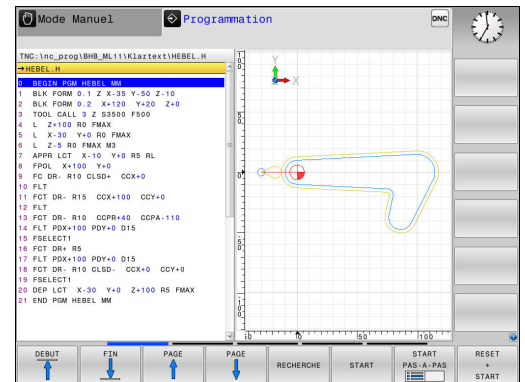 Mode Manuel
Programmation
DNC
TNC:\nc_prog\BHB_ML11\Klartext\HEBEL.H
→HEBEL.H
0 BEGIN PGM HEBEL MM
1 BLK FORM 0.1 Z X-35 Y-50 Z-10
2 BLK FORM 0.2 X+120 Y+20 Z+0
3 TOOL CALL 3 Z S3500 F500
4 L Z+100 R0 FMAX
5 L X-30 Y+0 R0 FMAX
6 L Z-5 R0 FMAX M3
7 APPR LCT X-10 Y+0 R5 RL
8 FPOL X+100 Y+0
9 FC DR- R10 CLSD+ CCX+0
10 FLT
11 FCT DR- R15 CCX+100 CCY+0
12 FLT
13 FCT DR- R10 CCPR+40 CCPA-110
14 FLT PDX+100 PDY+0 D15
15 FSELECT1
16 FCT DR+ R5
17 FLT PDX+100 PDY+0 D15
18 FCT DR- R10 CLSD- CCX+0 CCY+0
19 FSELECT1
20 DEP LCT X-30 Y+0 Z+100 R5 FMAX
21 END PGM HEBEL MM
Y
X
0
50
100
DEBUT
FIN
PAGE
PAGE
RECHERCHE
START
START
PAS-A-PAS
RESET
+
START